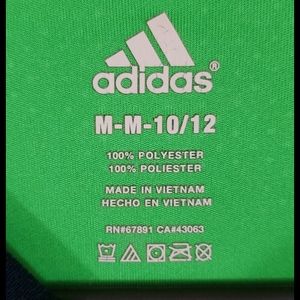 adidas®
M-M-10/12
100% POLYESTER
100% POLIESTER
MADE IN VIETNAM
HECHO EN VIETNAM
RN#67891 CA#43063